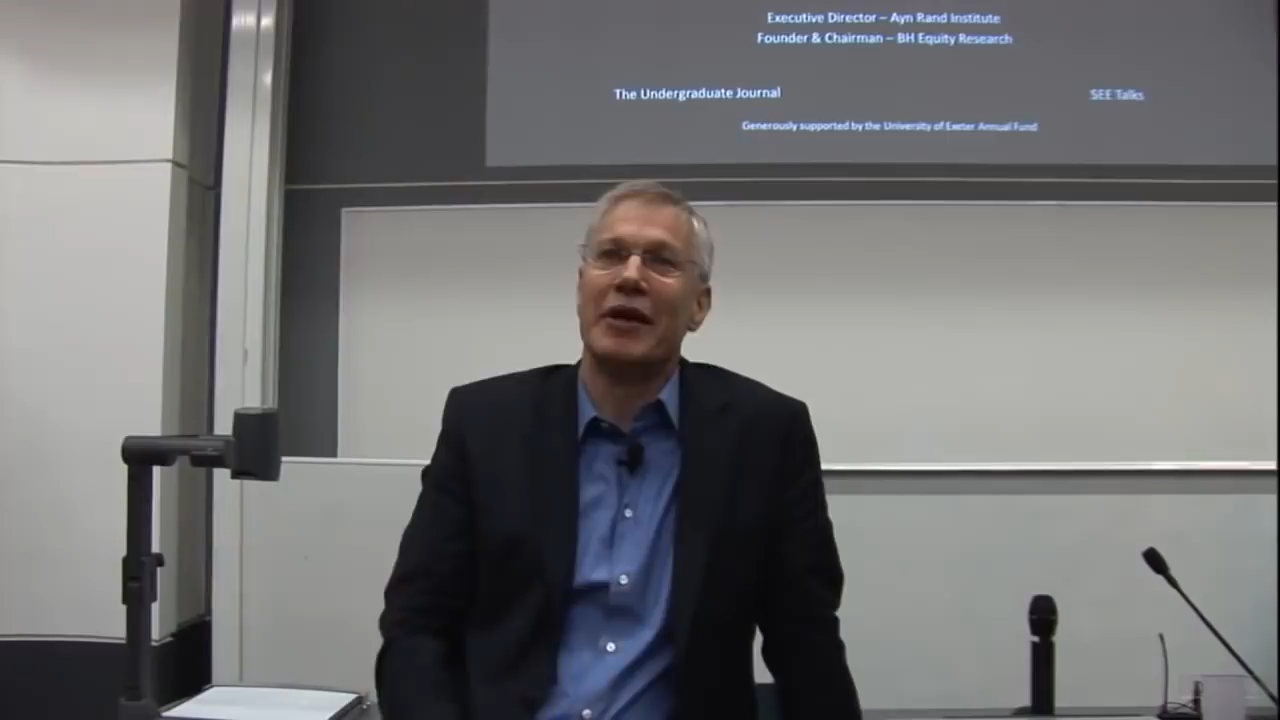 Executive Director – Ayn Rand Institute
Founder & Chairman – BH Equity Research
The Undergraduate Journal
SEE Talks
Generously supported by the University of Exeter Annual Fund